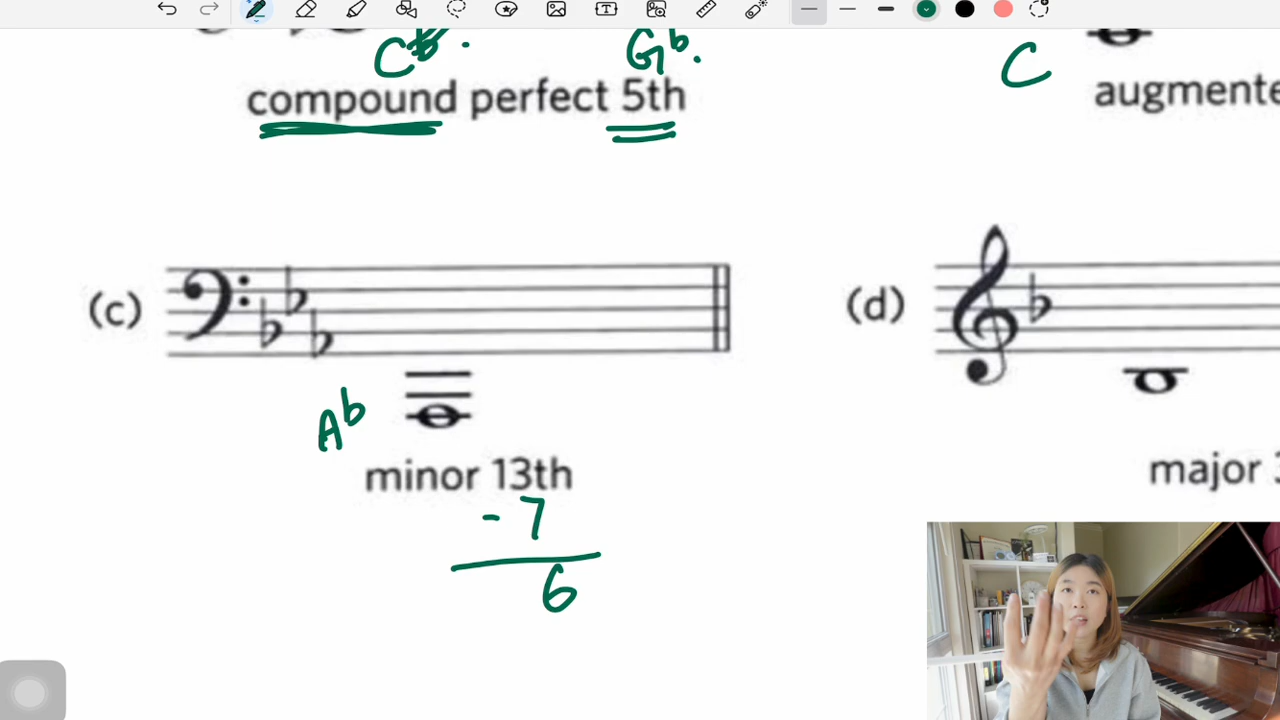 C♭. G♭.
C
compound perfect 5th
augmente
(c)
(d)
A♭
minor 13th
major 3
- 7
6